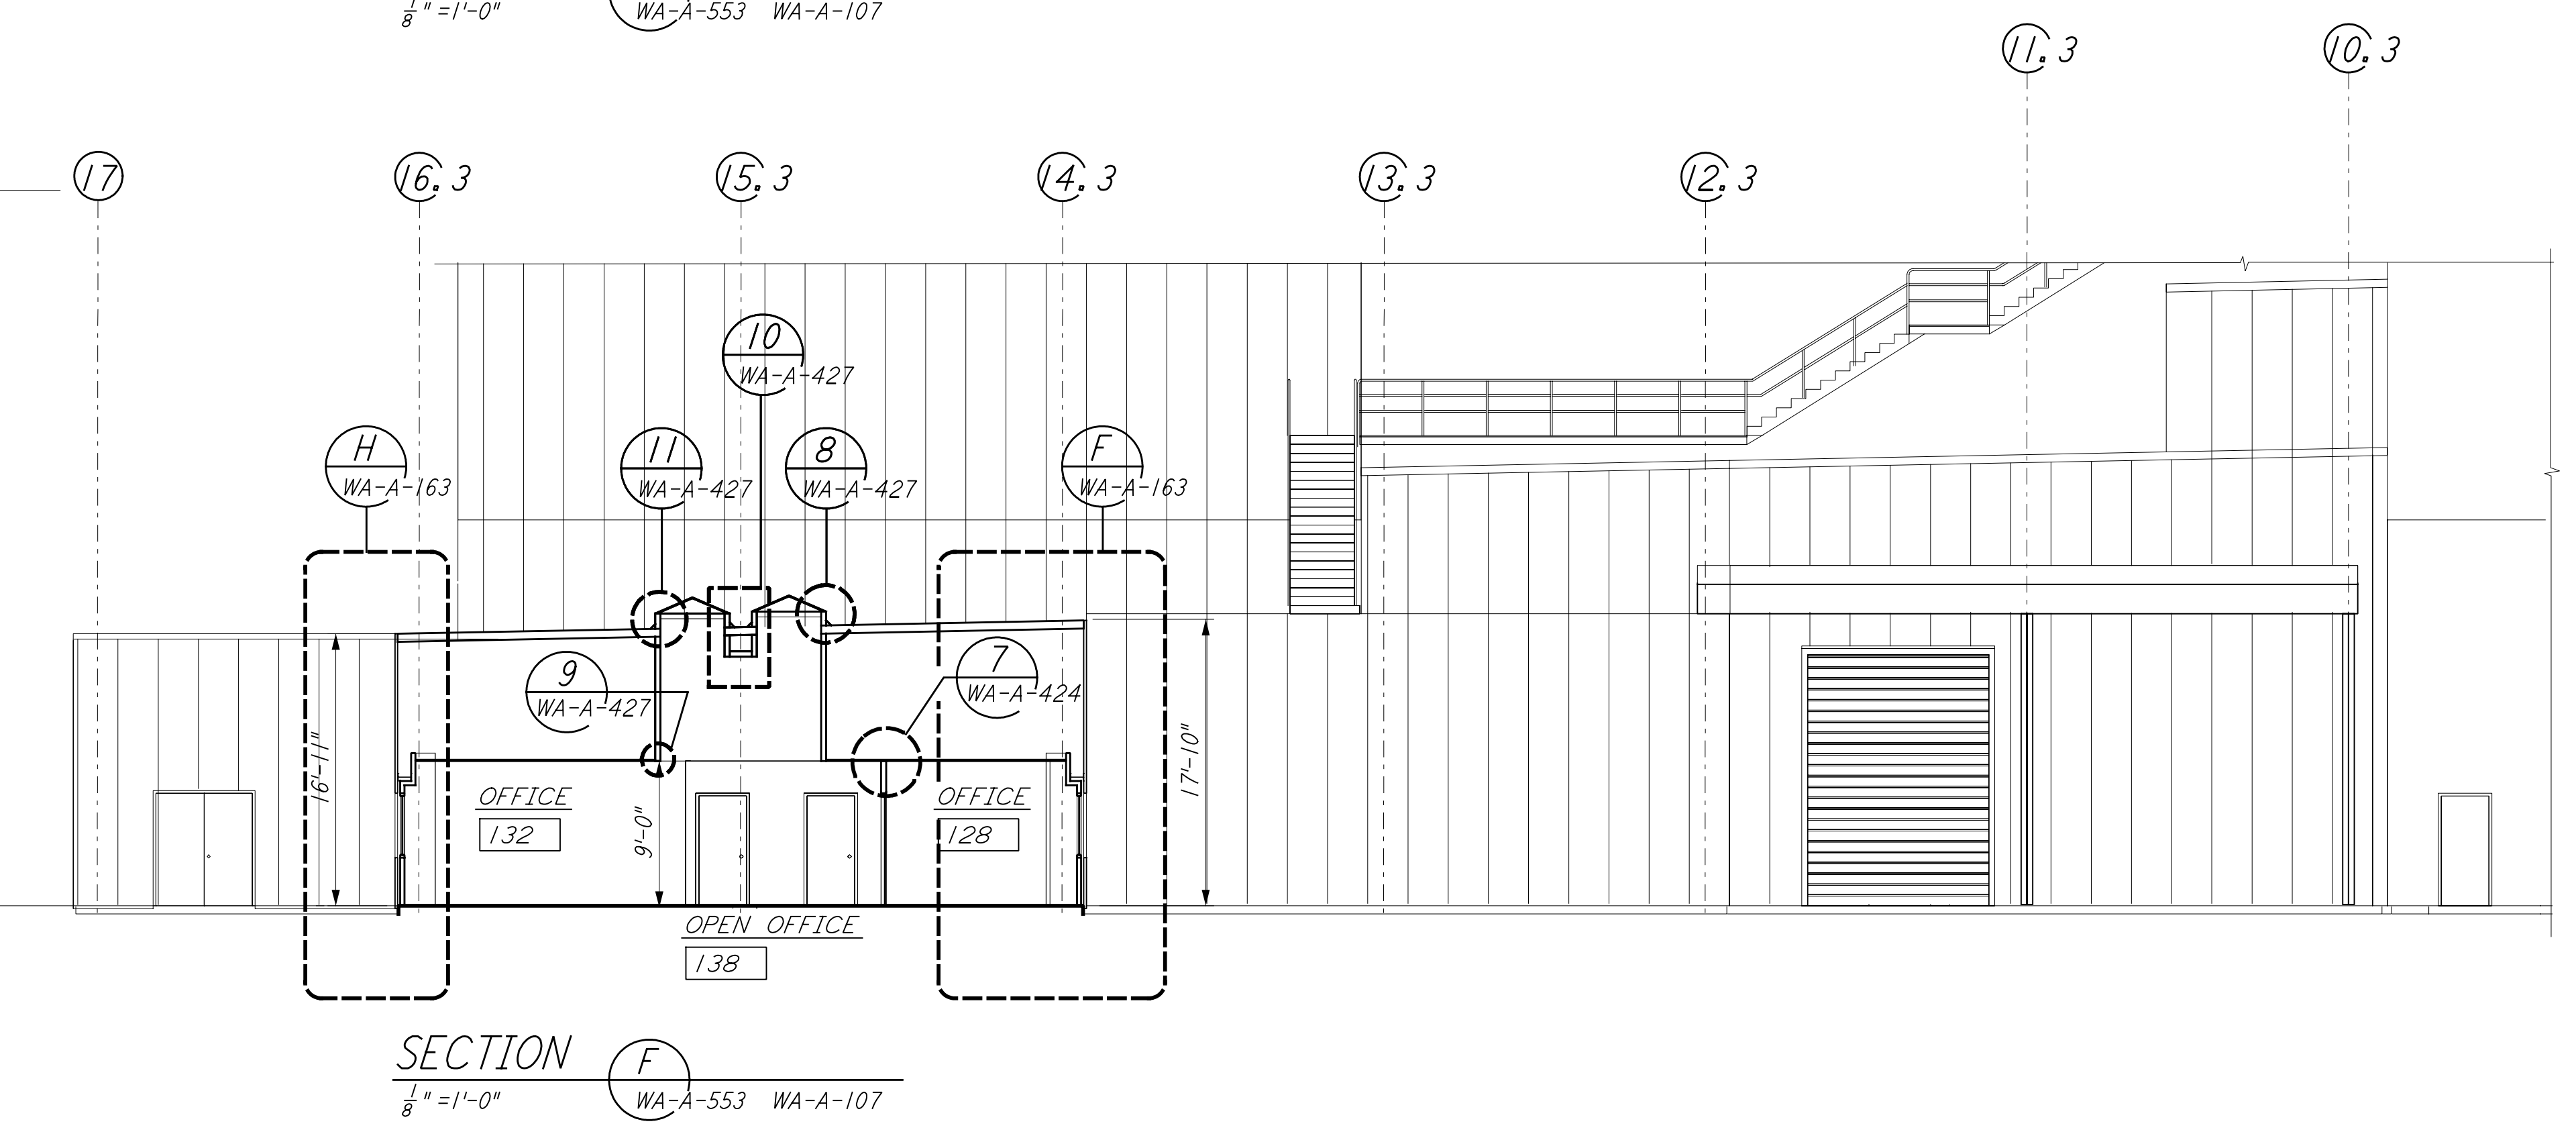 1/8" =1'-0"
WA-A-553 WA-A-107
11.3
10.3
17
16.3
15.3
14.3
13.3
12.3
10
WA-A-427
H
WA-A-163
11
WA-A-427
8
WA-A-427
F
WA-A-163
9
WA-A-427
7
WA-A-424
16'-11"
17'-10"
9'-0"
OFFICE
132
OFFICE
128
OPEN OFFICE
138
SECTION
F
1/8" =1'-0"
WA-A-553 WA-A-107